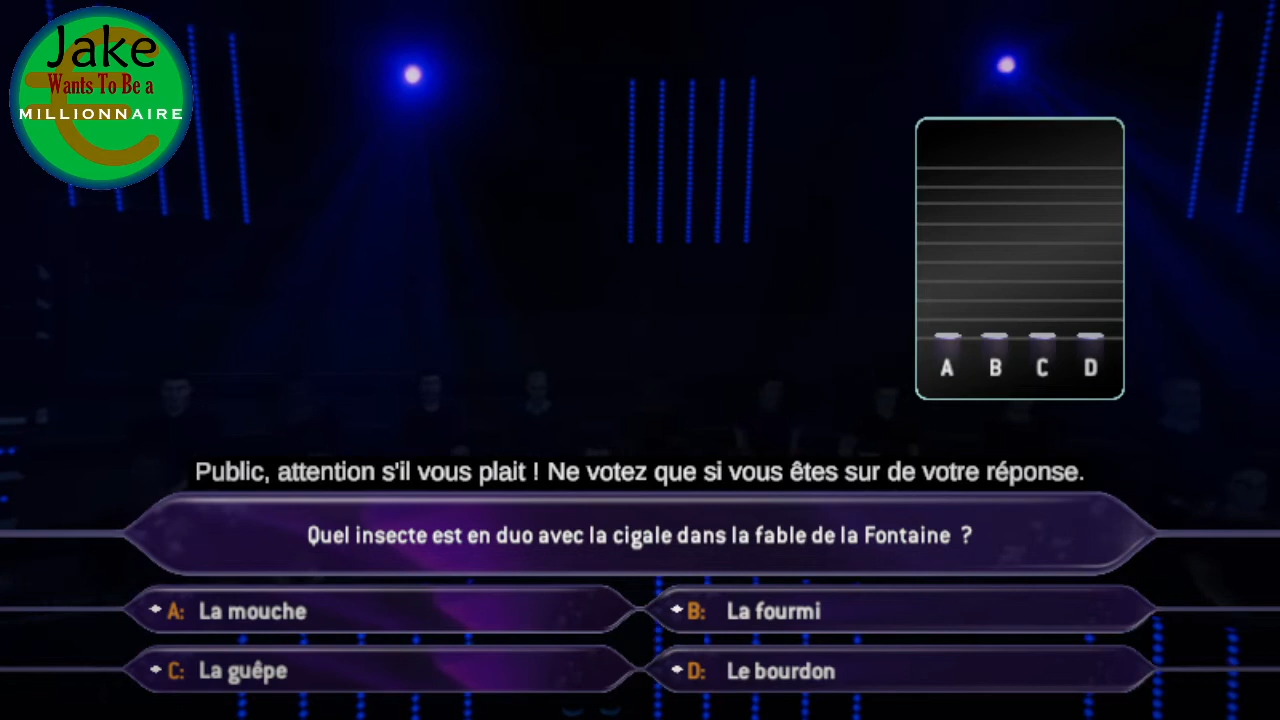 Jake
Wants To Be a
MILLIONNAIRE
A B C D
Public, attention s'il vous plait ! Ne votez que si vous êtes sur de votre réponse.
Quel insecte est en duo avec la cigale dans la fable de la Fontaine ?
A: La mouche
B: La fourmi
C: La guêpe
D: Le bourdon